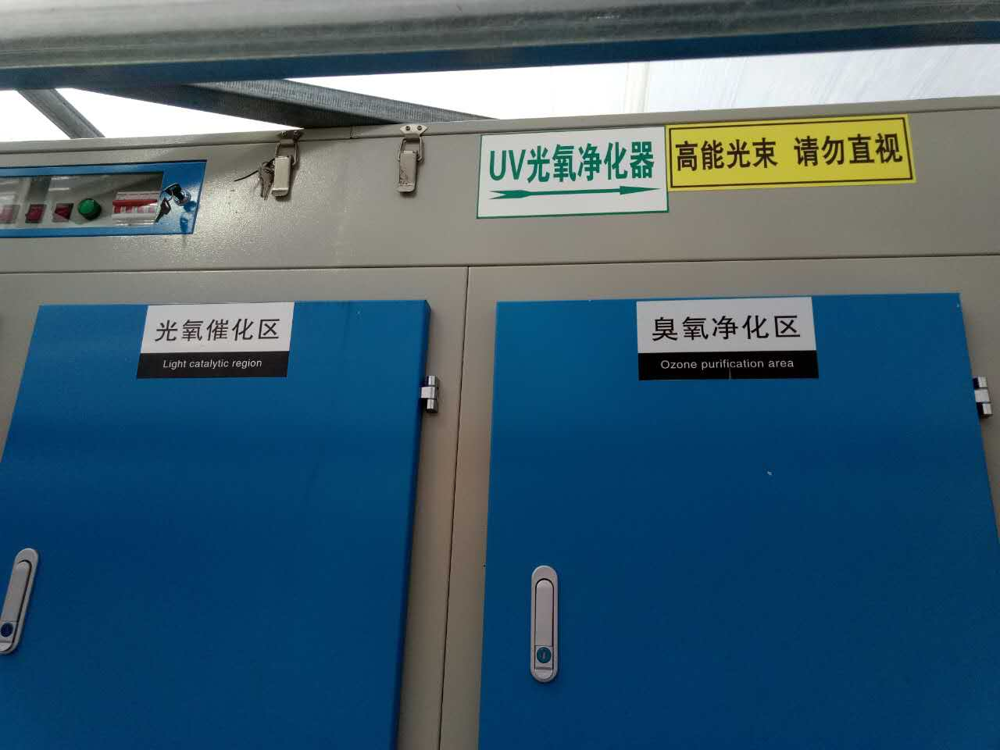 UV光氧净化器
高能光束 请勿直视
光氧催化区
Light catalytic region
臭氧净化区
Ozone purification area